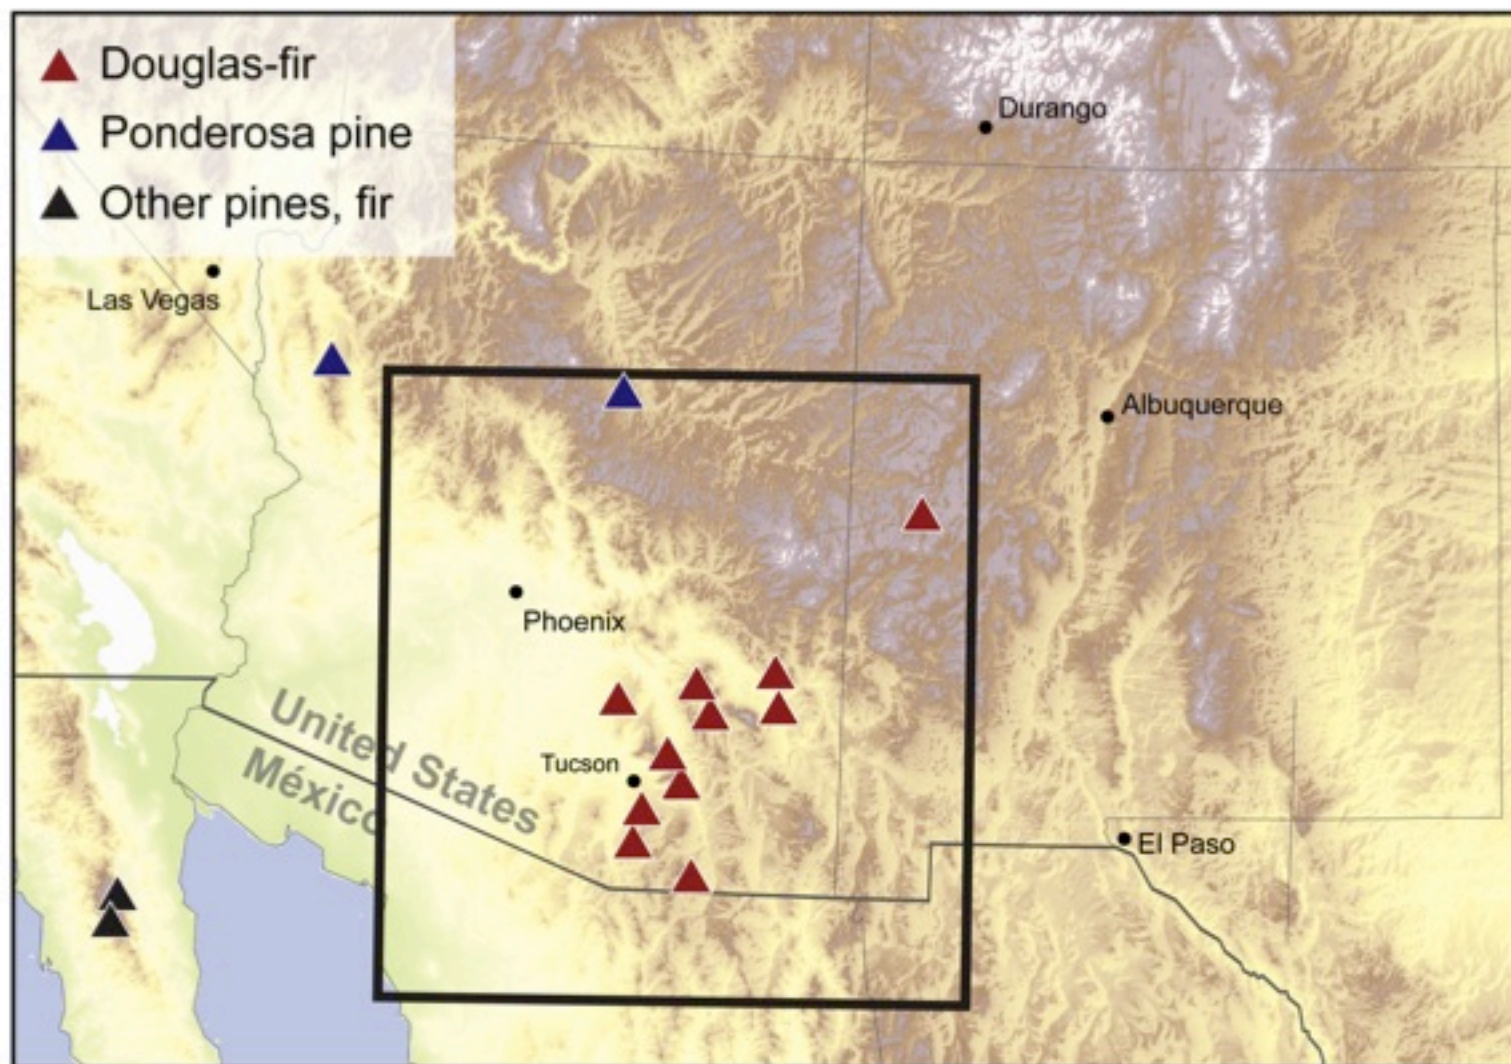 Douglas-fir
Ponderosa pine
Other pines, fir
Durango
Las Vegas
Albuquerque
Phoenix
United States
México
Tucson
El Paso